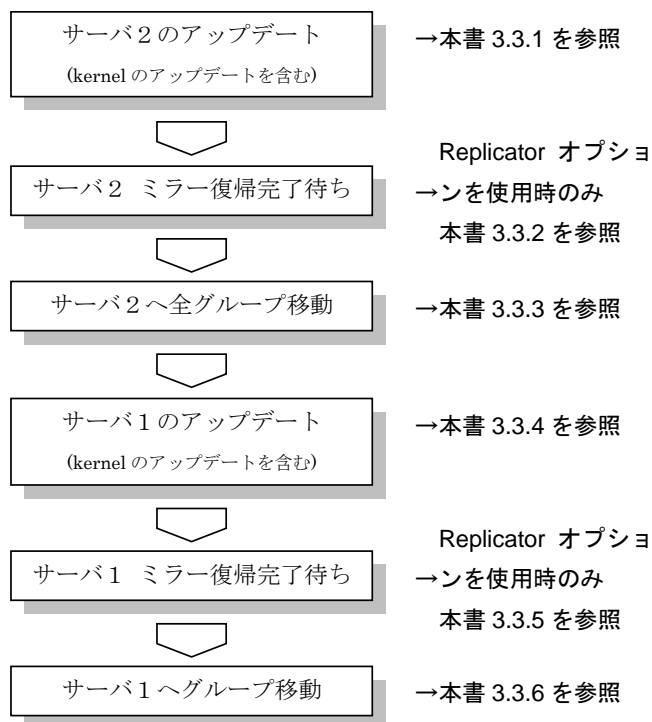 サーバ２のアップデート
(kernel のアップデートを含む)
→本書 3.3.1 を参照
サーバ２ ミラー復帰完了待ち
Replicator オプショ
→ンを使用時のみ
本書 3.3.2 を参照
サーバ２へ全グループ移動
→本書 3.3.3 を参照
サーバ１のアップデート
(kernel のアップデートを含む)
→本書 3.3.4 を参照
サーバ１ ミラー復帰完了待ち
Replicator オプショ
→ンを使用時のみ
本書 3.3.5 を参照
サーバ１へグループ移動
→本書 3.3.6 を参照